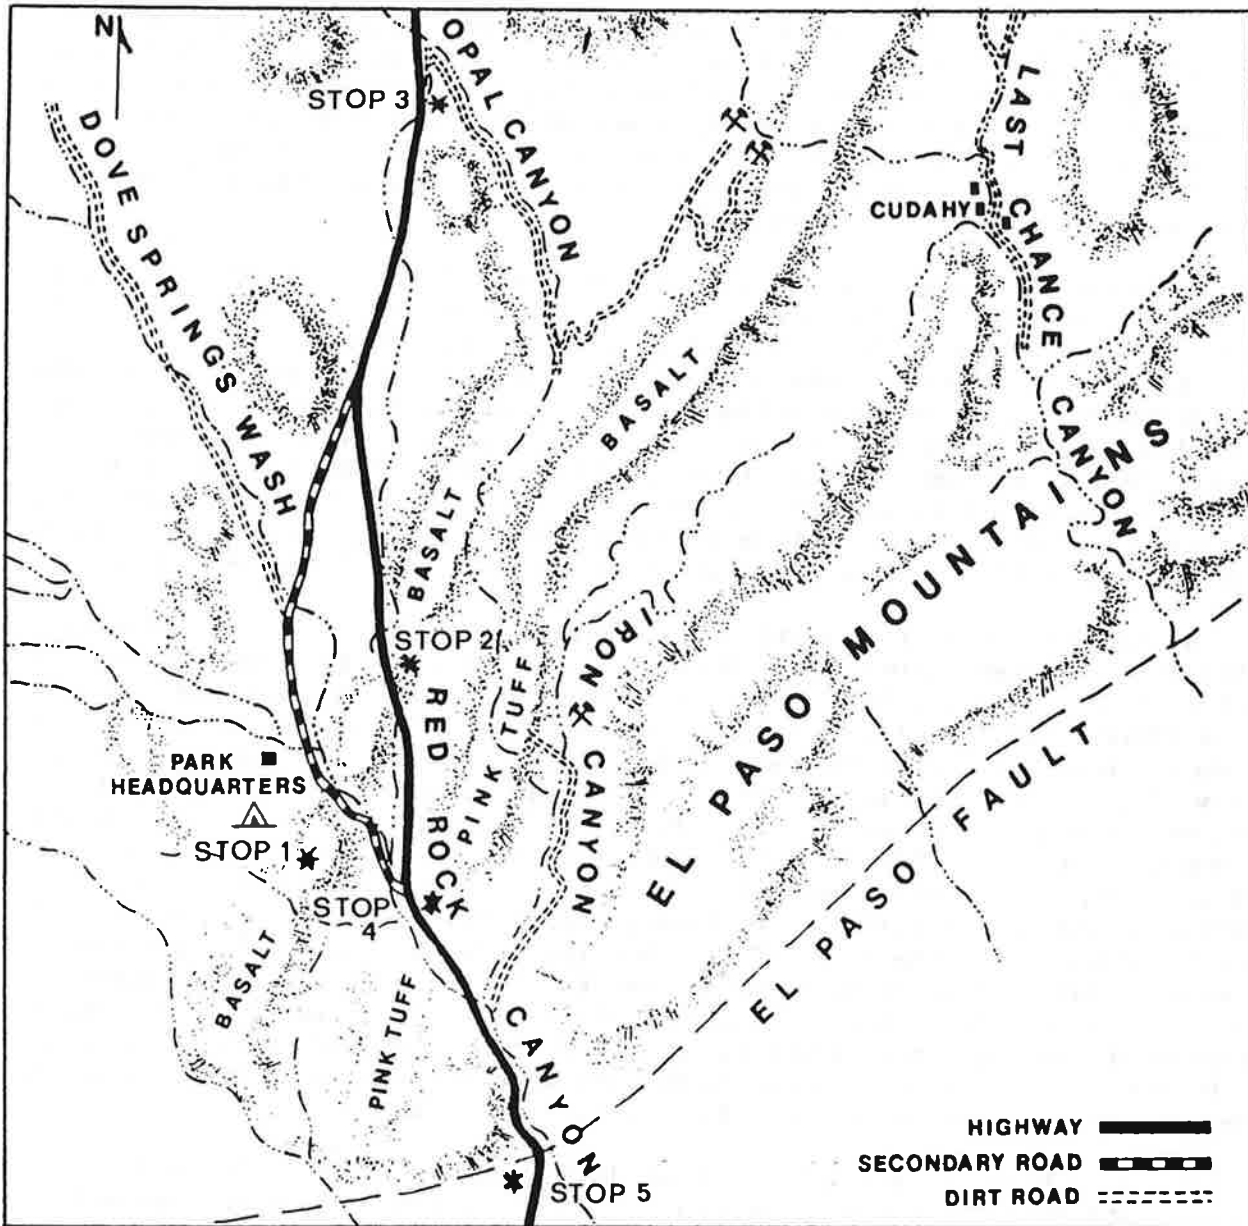 N
OPAL CANYON
STOP 3
LAST CHANCE CANYON
DOVE SPRINGS WASH
CUDAHY
BASALT
BASALT
STOP 2
IRON CANYON
EL PASO MOUNTAINS
PINK TUFF
RED ROCK CANYON
PARK
HEADQUARTERS
STOP 1
STOP
4
EL PASO FAULT
BASALT
PINK TUFF
STOP 5
HIGHWAY
SECONDARY ROAD
DIRT ROAD